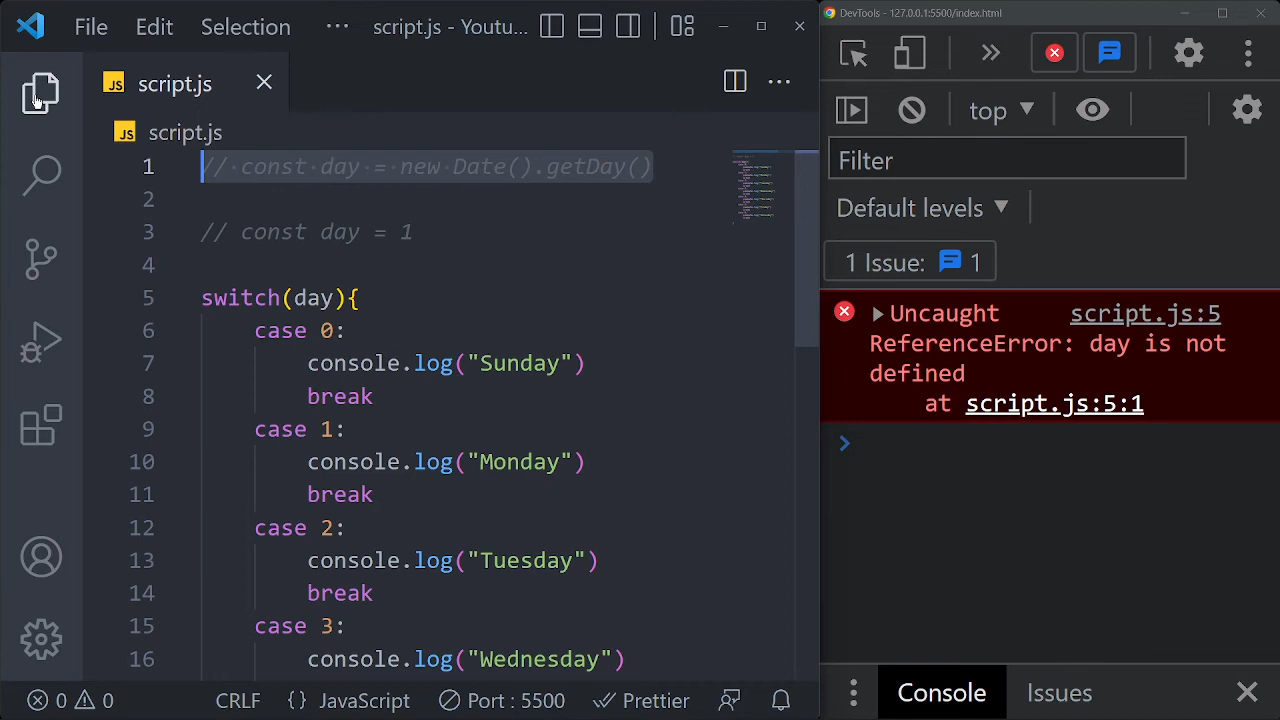 File Edit Selection ··· script.js - Youtu...
JS script.js
JS script.js
1 // const day = new Date().getDay()
2
3 // const day = 1
4
5 switch(day){
6 case 0:
7 console.log("Sunday")
8 break
9 case 1:
10 console.log("Monday")
11 break
12 case 2:
13 console.log("Tuesday")
14 break
15 case 3:
16 console.log("Wednesday")
0 0 CRLF {} JavaScript Port : 5500 Prettier
DevTools - 127.0.0.1:5500/index.html
top
Filter
Default levels
1 Issue: 1
Uncaught script.js:5
ReferenceError: day is not
defined
at script.js:5:1
Console Issues